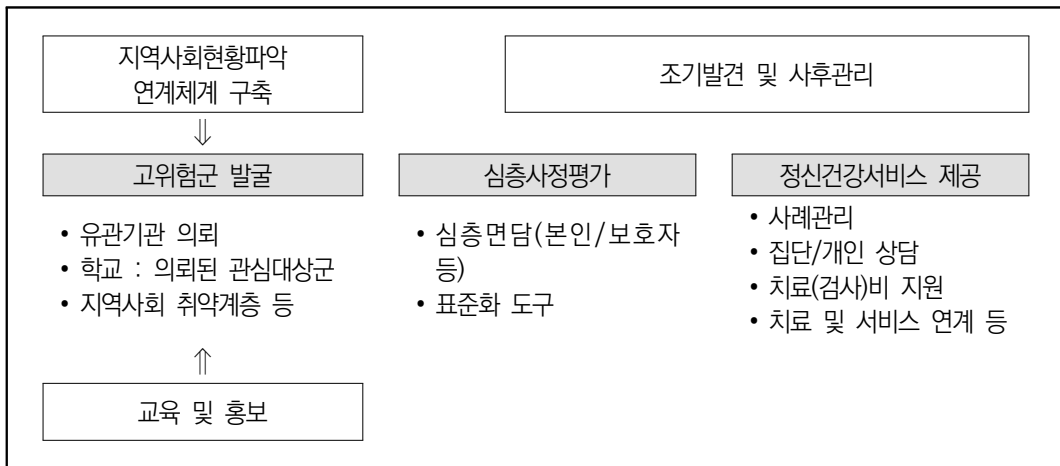 지역사회현황파악
연계체계 구축
조기발견 및 사후관리
⇓
고위험군 발굴
심층사정평가
정신건강서비스 제공
• 유관기관 의뢰
• 학교 : 의뢰된 관심대상군
• 지역사회 취약계층 등
• 심층면담(본인/보호자
등)
• 표준화 도구
• 사례관리
• 집단/개인 상담
• 치료(검사)비 지원
• 치료 및 서비스 연계 등
⇑
교육 및 홍보